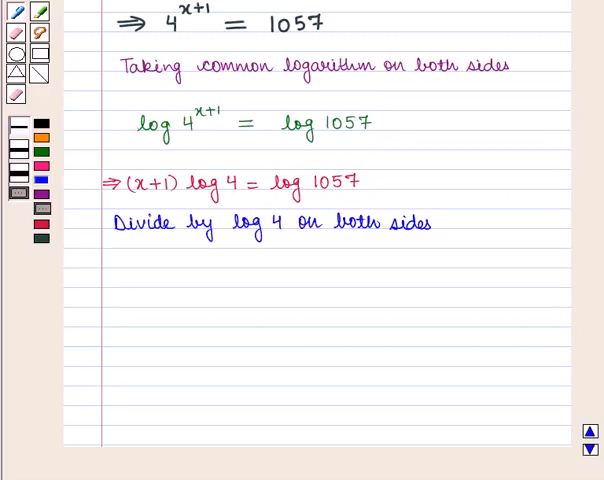 ⇒ 4^{x+1} = 1057
Taking common logarithm on both sides
log 4^{x+1} = log 1057
⇒ (x+1) log 4 = log 1057
Divide by log 4 on both sides